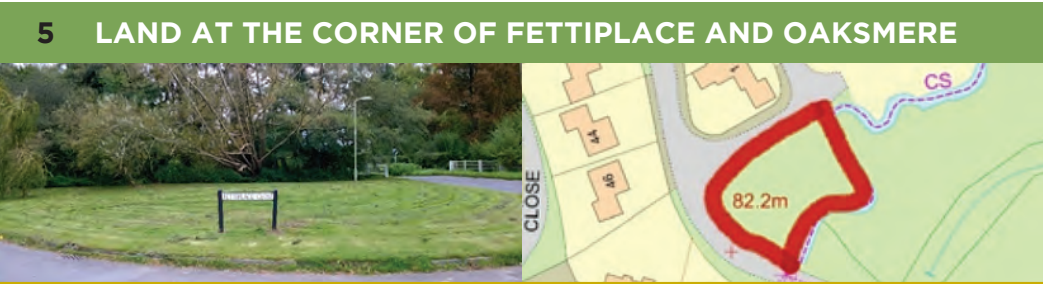 5 LAND AT THE CORNER OF FETTIPLACE AND OAKSMERE
CS
44
46
CLOSE
82.2m